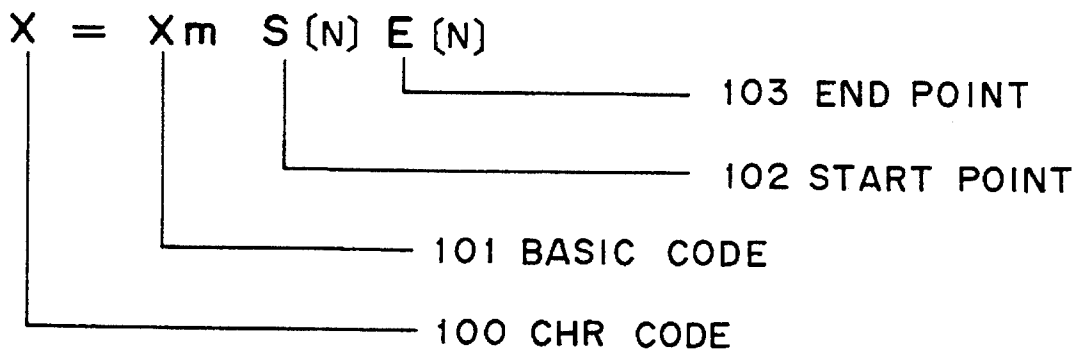 X = Xm S(N) E(N)
103 END POINT
102 START POINT
101 BASIC CODE
100 CHR CODE